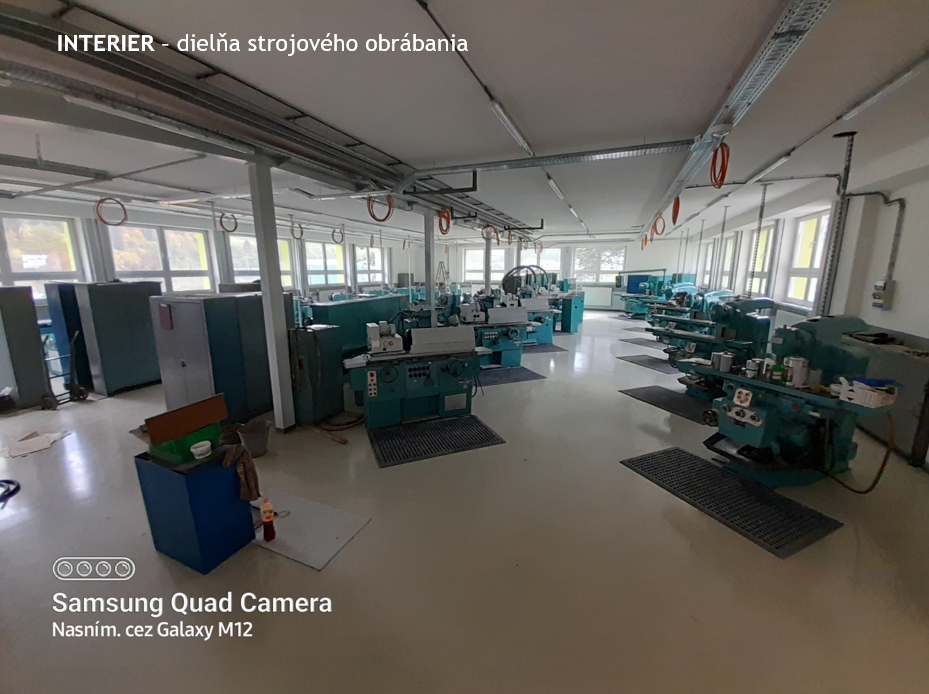 INTERIER – dielňa strojového obrábania
Samsung Quad Camera
Nasním. cez Galaxy M12